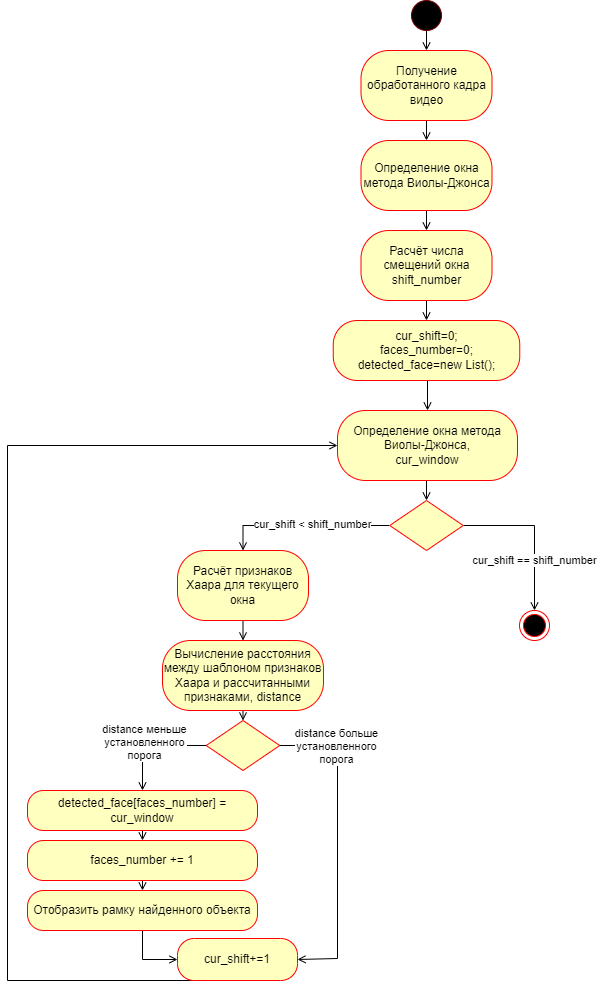 Получение
обработанного кадра
видео
Определение окна
метода Виолы-Джонса
Расчёт числа
смещений окна
shift_number
cur_shift=0;
faces_number=0;
detected_face=new List();
Определение окна метода
Виолы-Джонса,
cur_window
cur_shift < shift_number
cur_shift == shift_number
Расчёт признаков
Хаара для текущего
окна
Вычисление расстояния
между шаблоном признаков
Хаара и рассчитанными
признаками, distance
distance меньше
установленного
порога
distance больше
установленного
порога
detected_face[faces_number] =
cur_window
faces_number += 1
Отобразить рамку найденного объекта
cur_shift+=1